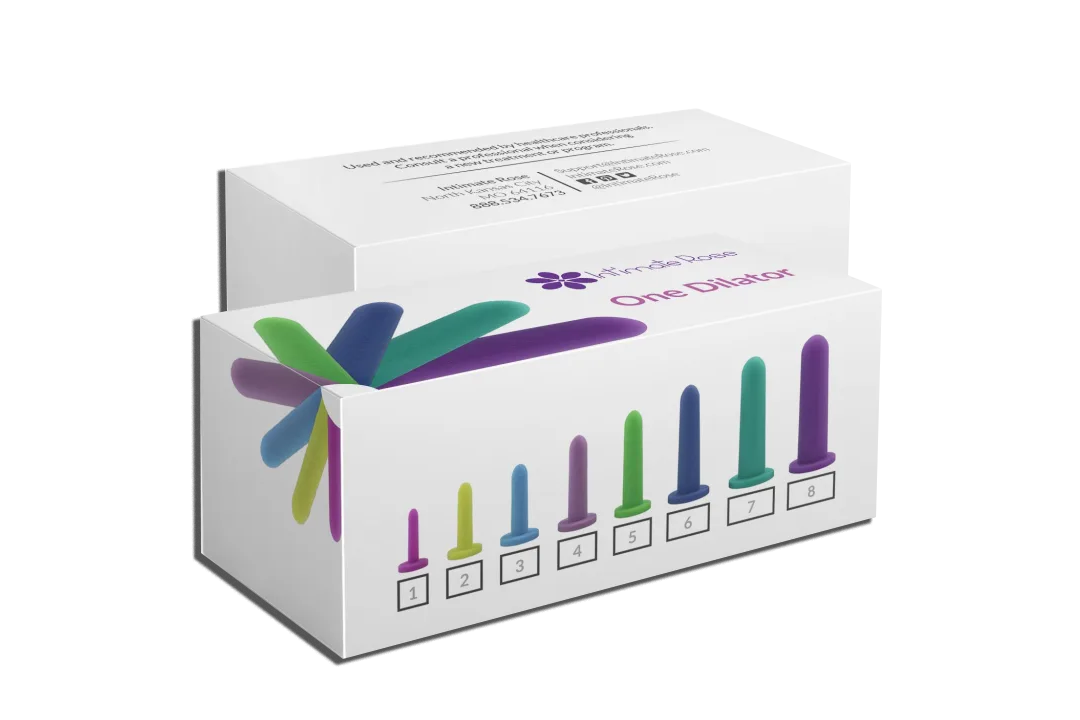 Used and recommended by healthcare professionals.
Consult a professional when considering
a new treatment or program.
Intimate Rose
North Kansas City
MO 64116
888.534.7673
Support@IntimateRose.com
IntimateRose.com
@IntimateRose
Intimate Rose
One Dilator
1
2
3
4
5
6
7
8